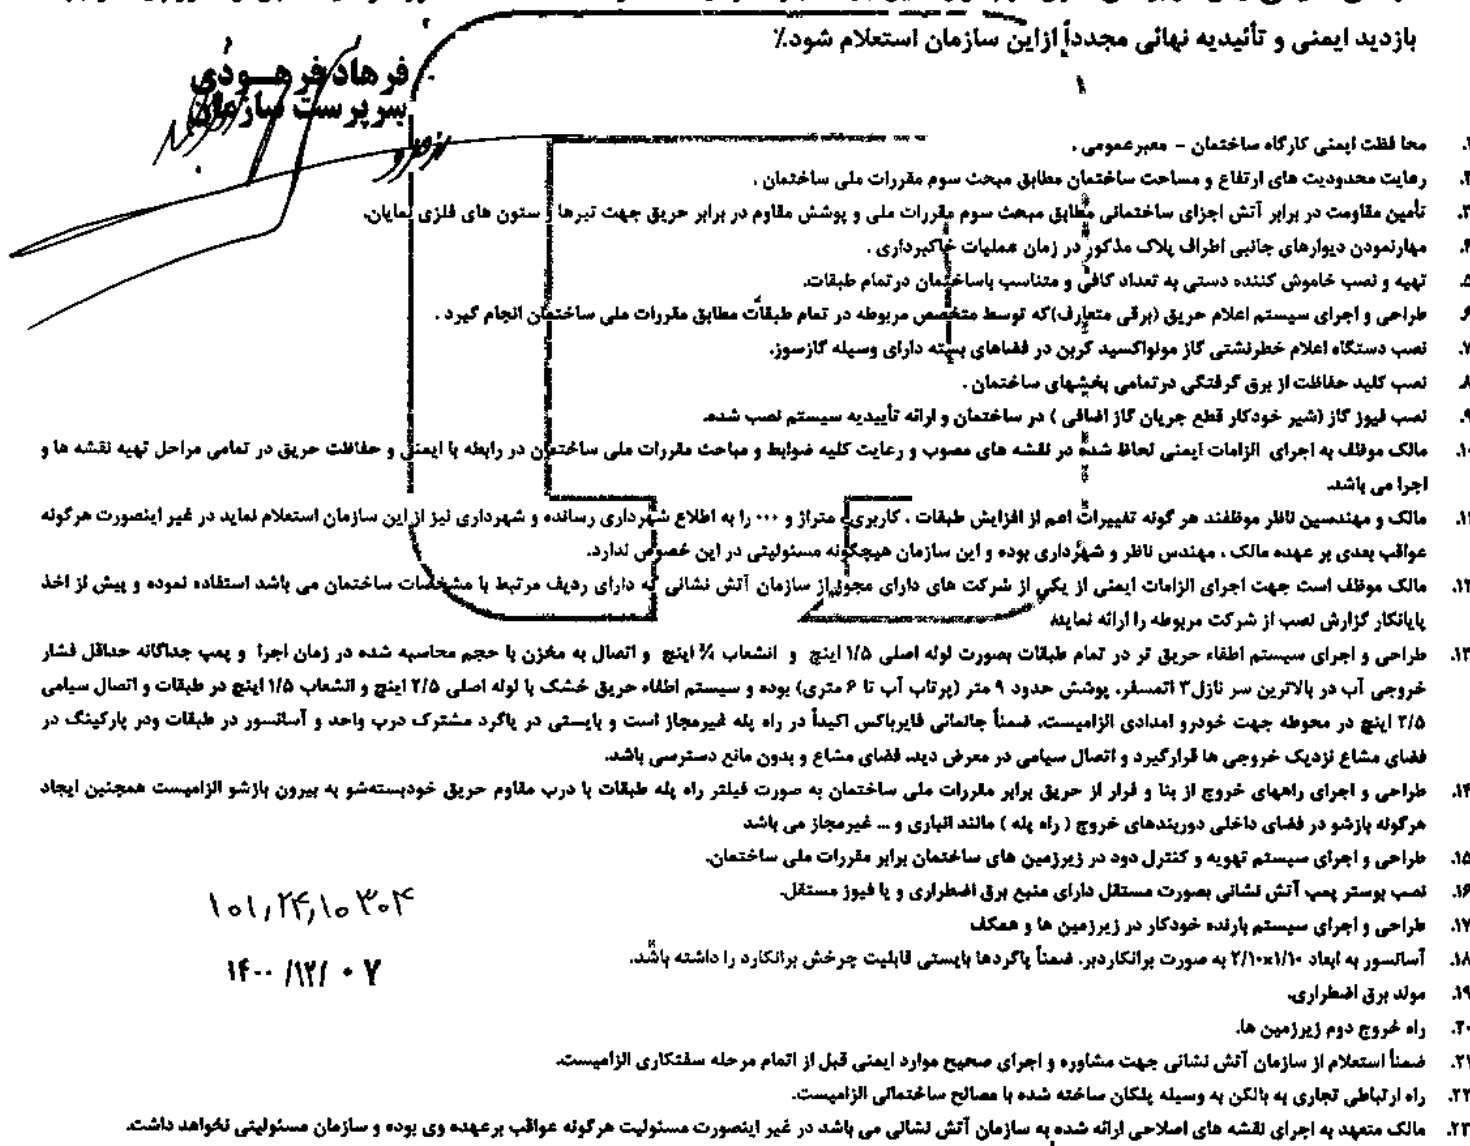 بازدید ایمنی و تأئیدیه نهائی مجدداً ازاین سازمان استعلام شود٪
فرهاد فرهودی
سرپرست سازمان
۱. محا فظت ایمنی کارگاه ساختمان – معبرعمومی .
۲. رعایت محدودیت های ارتفاع و مساحت ساختمان مطابق مبحث سوم مقررات ملی ساختمان .
۳. تأمین مقاومت در برابر آتش اجزای ساختمانی مطابق مبحث سوم مقررات ملی و پوشش مقاوم در برابر حریق جهت تیرها و ستون های فلزی نمایان.
۴. مهارنمودن دیوارهای جانبی اطراف پلاک مذکور در زمان عملیات خاکبرداری .
۵. تهیه و نصب خاموش کننده دستی به تعداد کافی و متناسب باساختمان درتمام طبقات.
۶. طراحی و اجرای سیستم اعلام حریق (برقی متعارف)که توسط متخصص مربوطه در تمام طبقات مطابق مقررات ملی ساختمان انجام گیرد .
۷. نصب دستگاه اعلام خطرنشتی گاز مونواکسید کربن در فضاهای بسته دارای وسیله گازسوز.
۸. نصب کلید حفاظت از برق گرفتگی درتمامی بخشهای ساختمان .
۹. نصب فیوز گاز (شیر خودکار قطع جریان گاز اضافی ) در ساختمان و ارائه تأییدیه سیستم نصب شده.
۱۰. مالک موظف به اجرای الزامات ایمنی لحاظ شده در نقشه های مصوب و رعایت کلیه ضوابط و مباحث مقررات ملی ساختمان در رابطه با ایمنی و حفاظت حریق در تمامی مراحل تهیه نقشه ها و
اجرا می باشد.
۱۱. مالک و مهندسین ناظر موظفند هر گونه تغییرات اعم از افزایش طبقات ، کاربری، متراژ و ۰۰۰ را به اطلاع شهرداری رسانده و شهرداری نیز از این سازمان استعلام نماید در غیر اینصورت هرگونه
عواقب بعدی بر عهده مالک ، مهندس ناظر و شهرداری بوده و این سازمان هیچگونه مسئولیتی در این خصوص ندارد.
۱۲. مالک موظف است جهت اجرای الزامات ایمنی از یکی از شرکت های دارای مجوز از سازمان آتش نشانی که دارای ردیف مرتبط با مشخصات ساختمان می باشد استفاده نموده و پیش از اخذ
پایانکار گزارش نصب از شرکت مربوطه را ارائه نماید.
۱۳. طراحی و اجرای سیستم اطفاء حریق تر در تمام طبقات بصورت لوله اصلی ۱/۵ اینچ و انشعاب ¾ اینچ و اتصال به مخزن با حجم محاسبه شده در زمان اجرا و پمپ جداگانه حداقل فشار
خروجی آب در بالاترین سر نازل۳ اتمسفر، پوشش حدود ۹ متر (پرتاب آب تا ۶ متری) بوده و سیستم اطفاء حریق خشک با لوله اصلی ۲/۵ اینچ و انشعاب ۱/۵ اینچ در طبقات و اتصال سیامی
۲/۵ اینچ در محوطه جهت خودرو امدادی الزامیست. ضمناً جانمائی فایرباکس اکیداً در راه پله غیرمجاز است و بایستی در پاگرد مشترک درب واحد و آسانسور در طبقات ودر پارکینگ در
فضای مشاع نزدیک خروجی ها قرارگیرد و اتصال سیامی در معرض دید، فضای مشاع و بدون مانع دسترسی باشد.
۱۴. طراحی و اجرای راههای خروج از بنا و فرار از حریق برابر مقررات ملی ساختمان به صورت فیلتر راه پله طبقات با درب مقاوم حریق خودبسته‌شو به بیرون بازشو الزامیست همچنین ایجاد
هرگونه بازشو در فضای داخلی دوربندهای خروج ( راه پله ) مانند انباری و ... غیرمجاز می باشد
۱۵. طراحی و اجرای سیستم تهویه و کنترل دود در زیرزمین های ساختمان برابر مقررات ملی ساختمان.
۱۶. نصب بوستر پمپ آتش نشانی بصورت مستقل دارای منبع برق اضطراری و یا فیوز مستقل.
۱۷. طراحی و اجرای سیستم بارنده خودکار در زیرزمین ها و همکف
۱۸. آسانسور به ابعاد ۲/۱۰×۱/۱۰ به صورت برانکاردبر، ضمناً پاگردها بایستی قابلیت چرخش برانکارد را داشته باشد.
۱۹. مولد برق اضطراری.
۲۰. راه خروج دوم زیرزمین ها.
۲۱. ضمناً استعلام از سازمان آتش نشانی جهت مشاوره و اجرای صحیح موارد ایمنی قبل از اتمام مرحله سفتکاری الزامیست.
۲۲. راه ارتباطی تجاری به بالکن به وسیله پلکان ساخته شده با مصالح ساختمانی الزامیست.
۲۳. مالک متعهد به اجرای نقشه های اصلاحی ارائه شده به سازمان آتش نشانی می باشد در غیر اینصورت مسئولیت هرگونه عواقب برعهده وی بوده و سازمان مسئولیتی نخواهد داشت.
۱۰۱,۲۴,۱۰۳۰۴
۱۴۰۰ /۱۲/ ۰۷